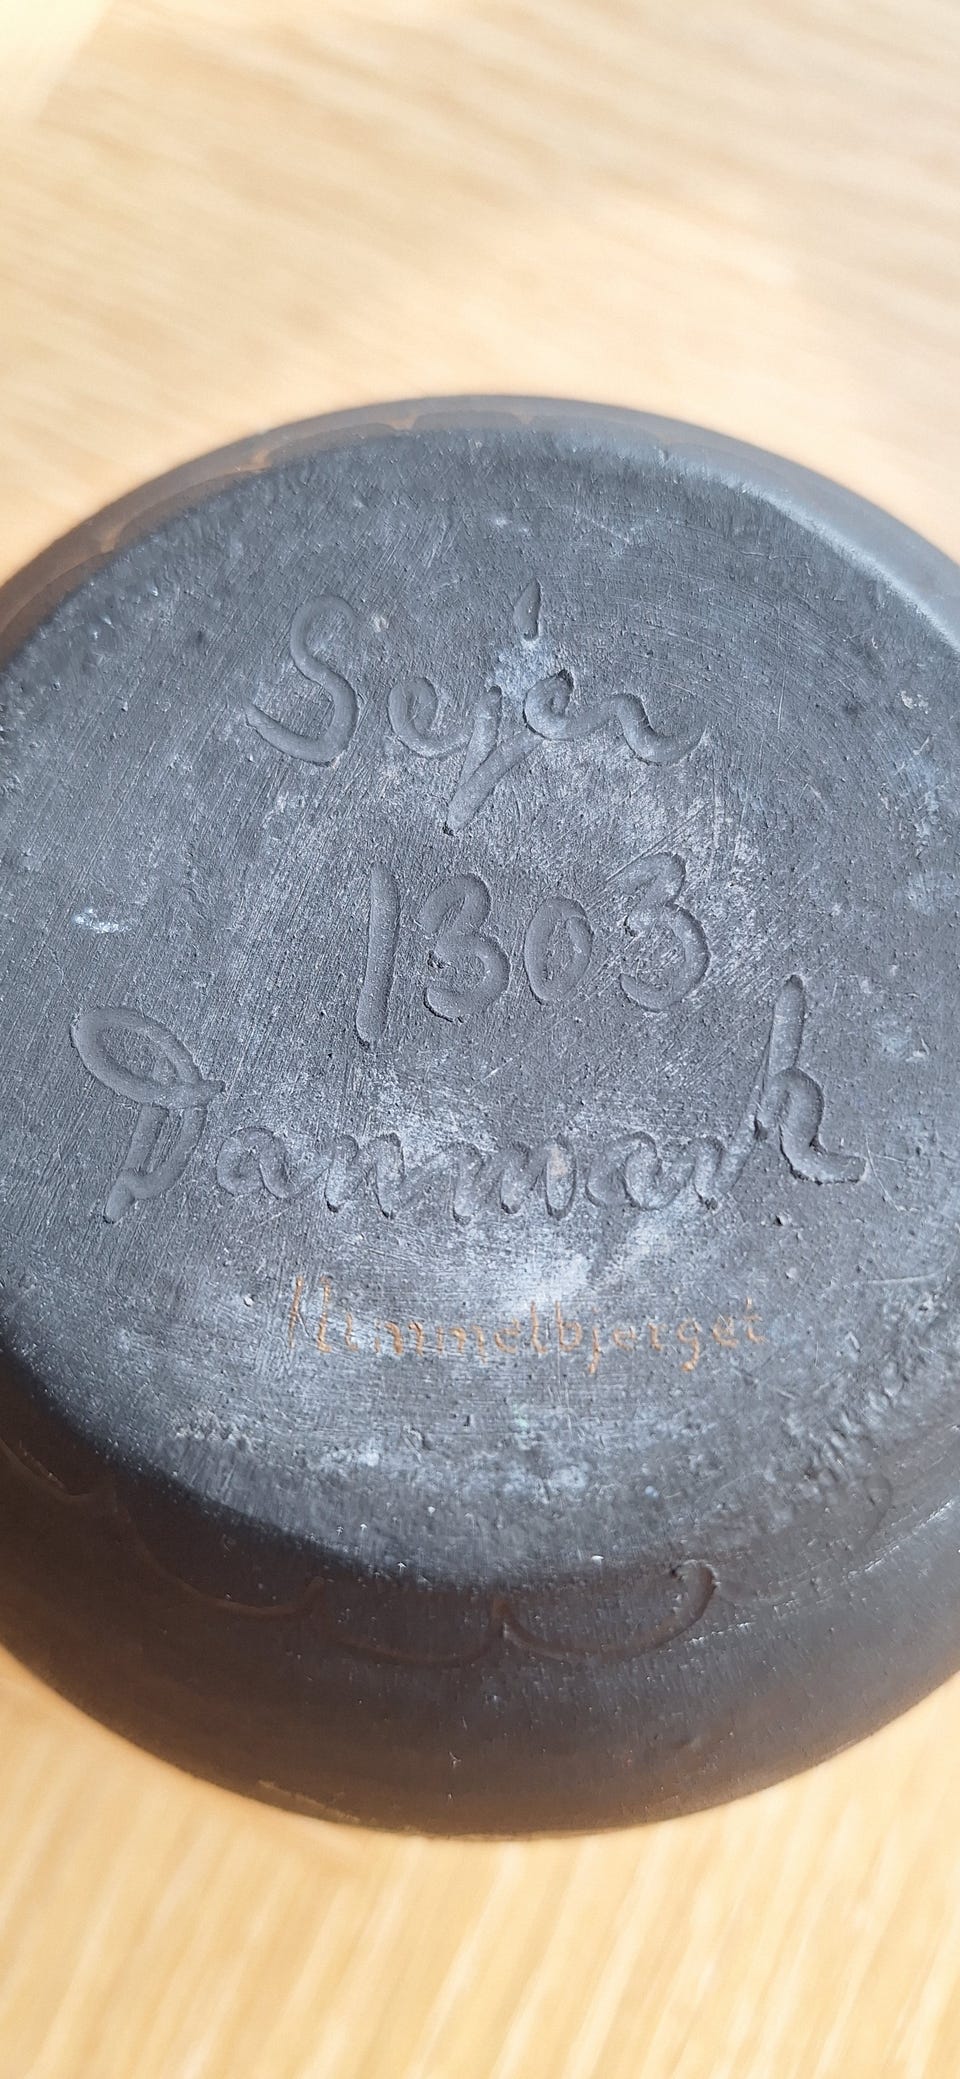 Sejer
1303
Danmark
Himmelbjerget